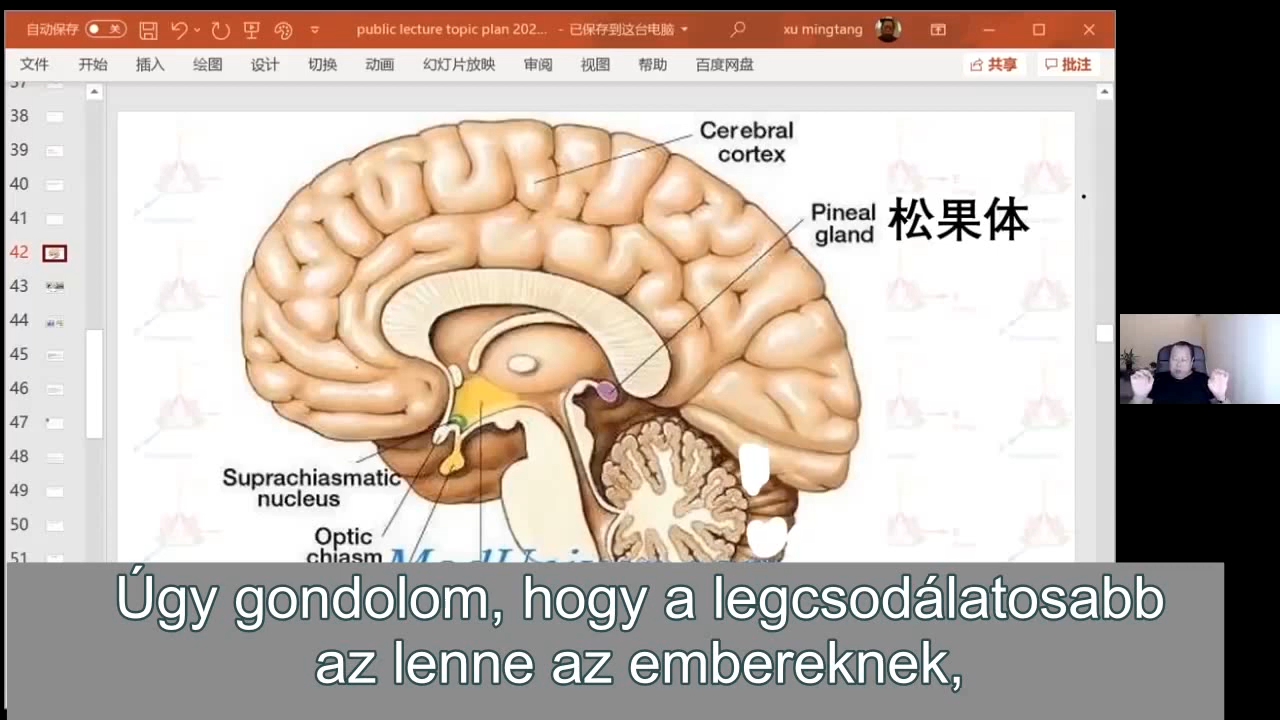 自动保存 关 public lecture topic plan 202... - 已保存到这台电脑 xu mingtang
文件 开始 插入 绘图 设计 切换 动画 幻灯片放映 审阅 视图 帮助 百度网盘 共享 批注
38
39
40
41
42
43
44
45
46
47
48
49
50
51
Cerebral
cortex
Pineal
gland
松果体
Suprachiasmatic
nucleus
Optic
chiasm
Úgy gondolom, hogy a legcsodálatosabb
az lenne az embereknek,